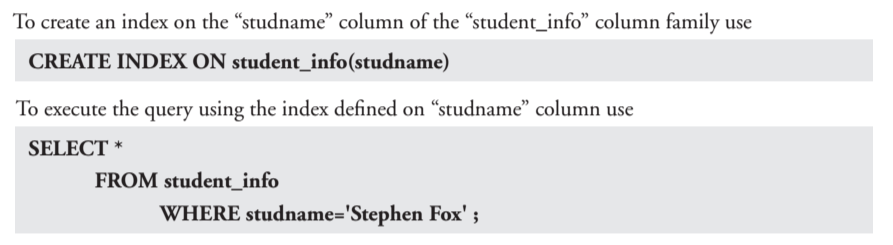 To create an index on the “studname” column of the “student_info” column family use
CREATE INDEX ON student_info(studname)
To execute the query using the index defined on “studname” column use
SELECT *
FROM student_info
WHERE studname='Stephen Fox' ;